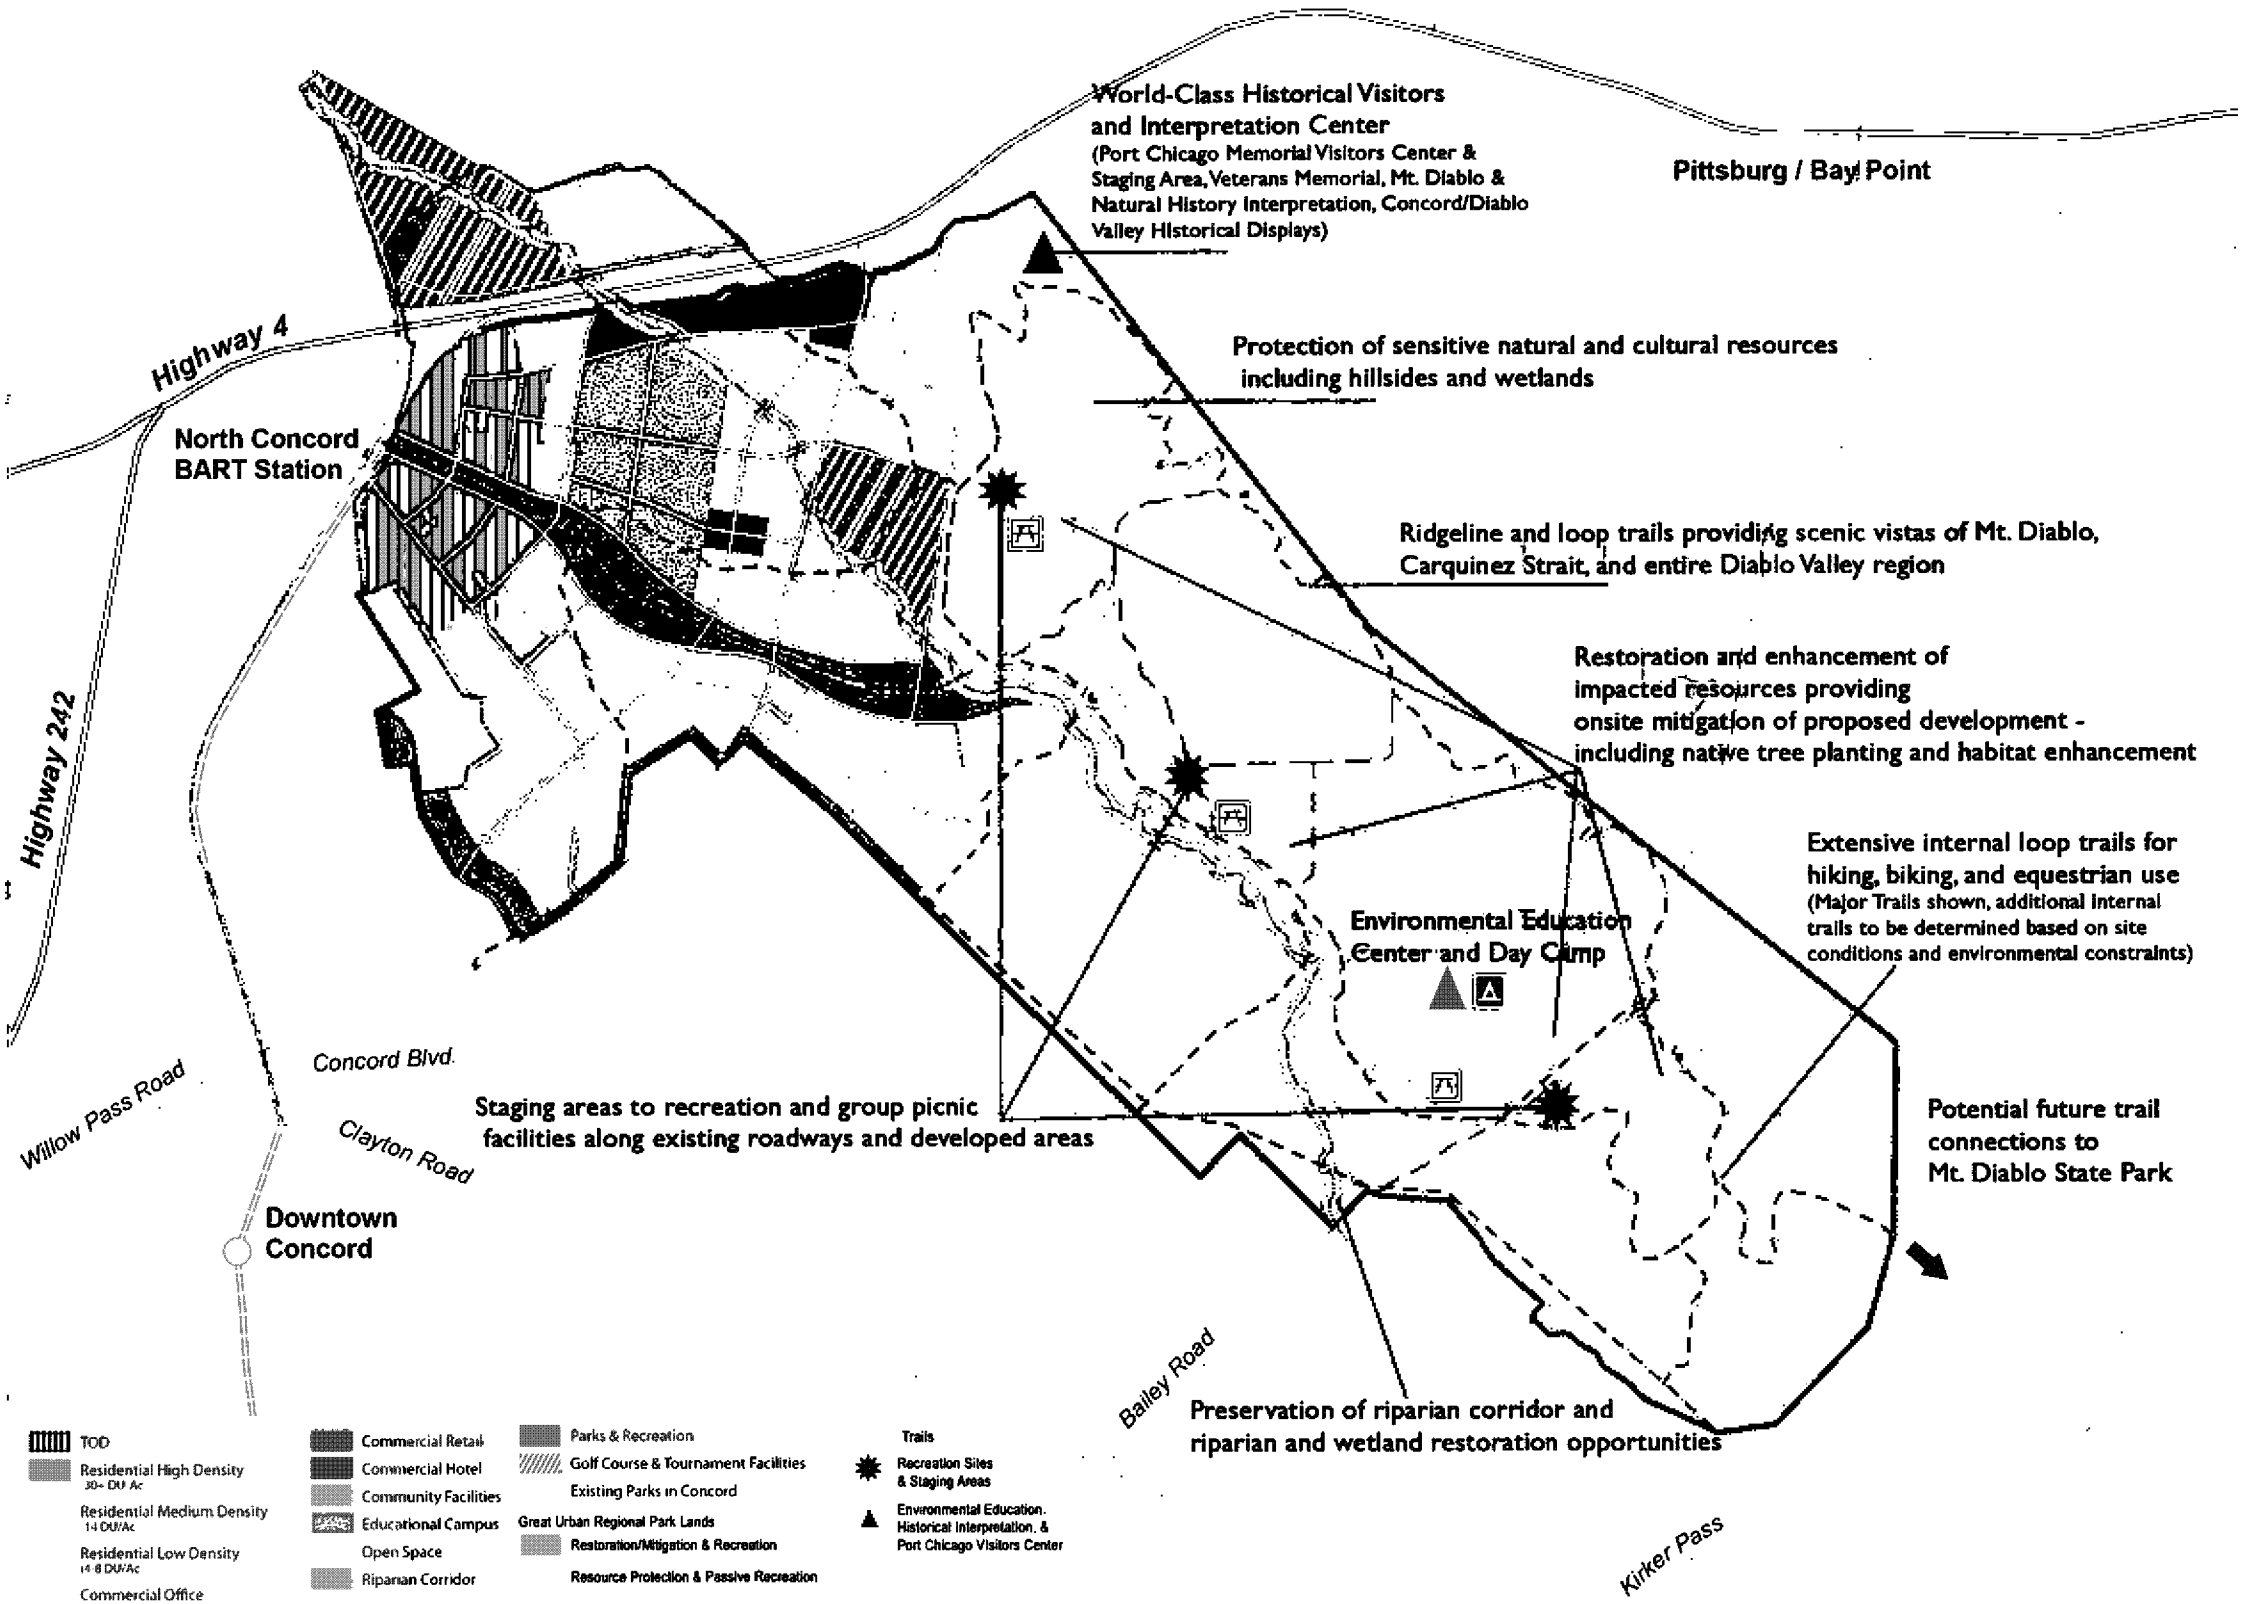 World-Class Historical Visitors
and Interpretation Center
(Port Chicago Memorial Visitors Center &
Staging Area, Veterans Memorial, Mt. Diablo &
Natural History Interpretation, Concord/Diablo
Valley Historical Displays)
Pittsburg / Bay Point
Highway 4
Protection of sensitive natural and cultural resources
including hillsides and wetlands
North Concord
BART Station
Ridgeline and loop trails providing scenic vistas of Mt. Diablo,
Carquinez Strait, and entire Diablo Valley region
Restoration and enhancement of
impacted resources providing
onsite mitigation of proposed development -
including native tree planting and habitat enhancement
Highway 242
Extensive internal loop trails for
hiking, biking, and equestrian use
(Major Trails shown, additional internal
trails to be determined based on site
conditions and environmental constraints)
Environmental Education
Center and Day Camp
Concord Blvd.
Willow Pass Road
Clayton Road
Staging areas to recreation and group picnic
facilities along existing roadways and developed areas
Potential future trail
connections to
Mt. Diablo State Park
Downtown
Concord
Bailey Road
Preservation of riparian corridor and
riparian and wetland restoration opportunities
Kirker Pass
TOD
Residential High Density
30+ DU Ac
Residential Medium Density
14 DU/Ac
Residential Low Density
DU/Ac
Commercial Office
Commercial Retail
Commercial Hotel
Community Facilities
Educational Campus
Open Space
Riparian Corridor
Parks & Recreation
Golf Course & Tournament Facilities
Existing Parks in Concord
Great Urban Regional Park Lands
Restoration/Mitigation & Recreation
Resource Protection & Passive Recreation
Trails
Recreation Sites
& Staging Areas
Environmental Education,
Historical Interpretation, &
Port Chicago Visitors Center